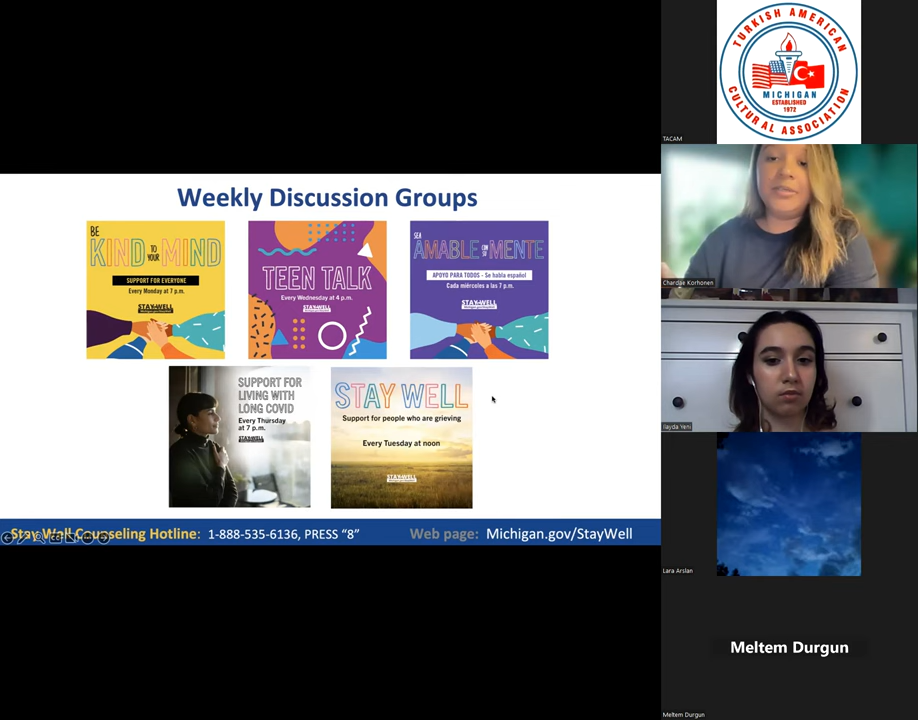 Weekly Discussion Groups
BE
KIND TO YOUR MIND
SUPPORT FOR EVERYONE
Every Monday at 7 p.m.
STAY WELL
TEEN TALK
Every Wednesday at 4 p.m.
STAY WELL
SEA
AMABLE CON SU MENTE
APOYO PARA TODOS - Se habla español
Cada miércoles a las 7 p.m.
STAY WELL
SUPPORT FOR
LIVING WITH
LONG COVID
Every Thursday
at 7 p.m.
STAY WELL
STAY WELL
Support for people who are grieving
Every Tuesday at noon
STAY WELL
Stay Well Counseling Hotline: 1-888-535-6136, PRESS “8”
Web page: Michigan.gov/StayWell
TURKISH AMERICAN
MICHIGAN
ESTABLISHED
1972
CULTURAL ASSOCIATION
TACAM
Chardae Korhonen
Ilayda Yeni
Lara Arslan
Meltem Durgun
Meltem Durgun